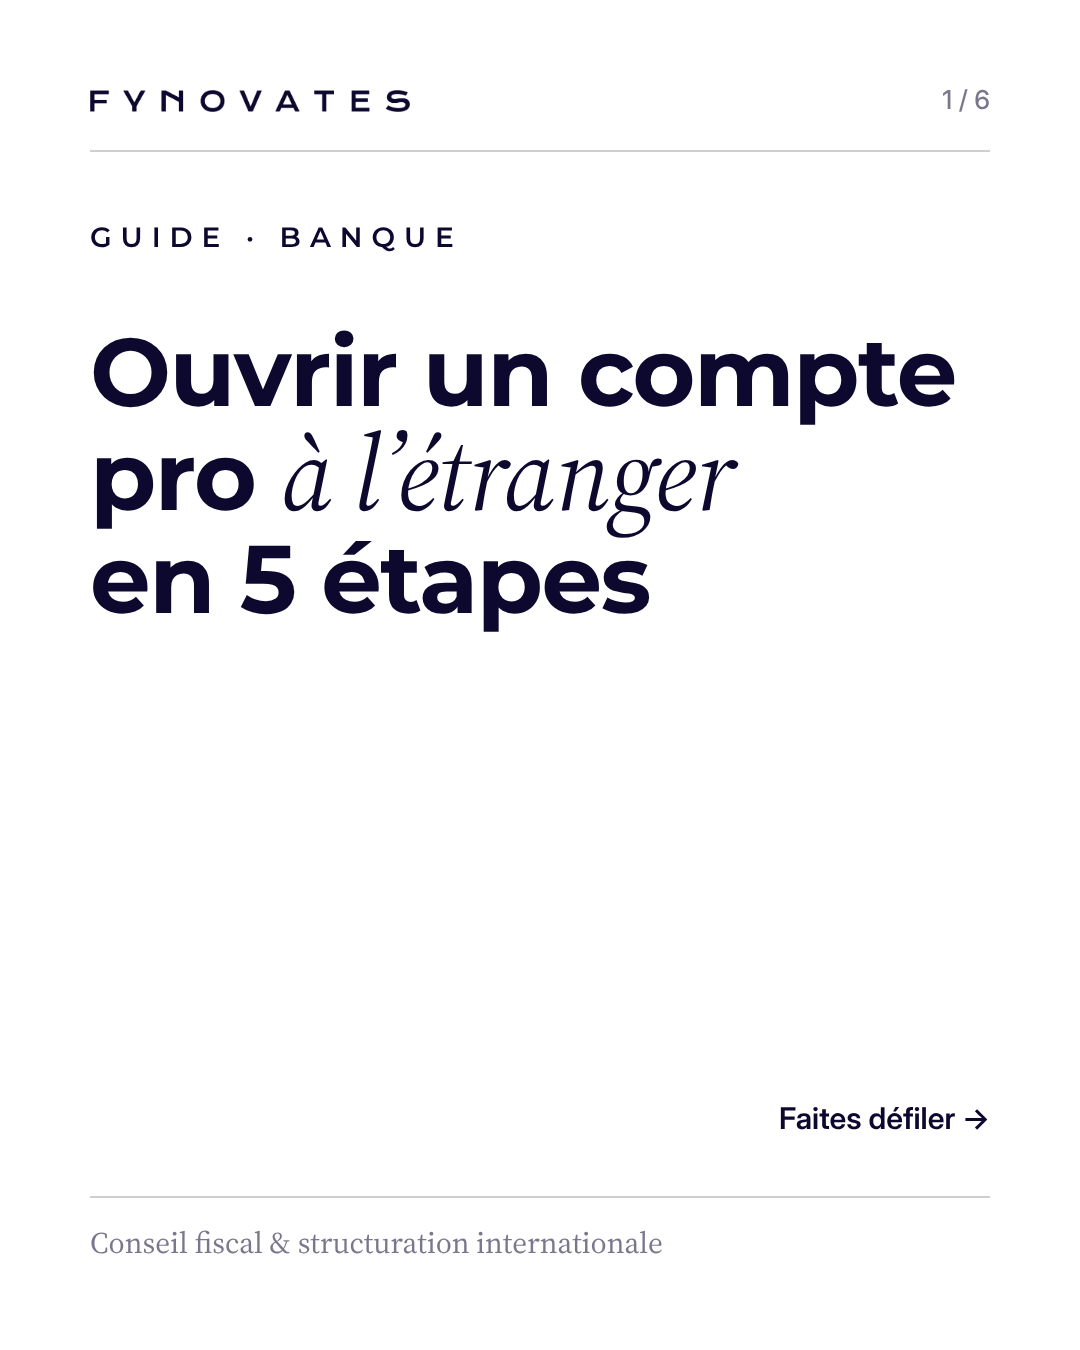 FYNOVATES
1 / 6
GUIDE · BANQUE
Ouvrir un compte
pro à l’étranger
en 5 étapes
Faites défiler →
Conseil fiscal & structuration internationale